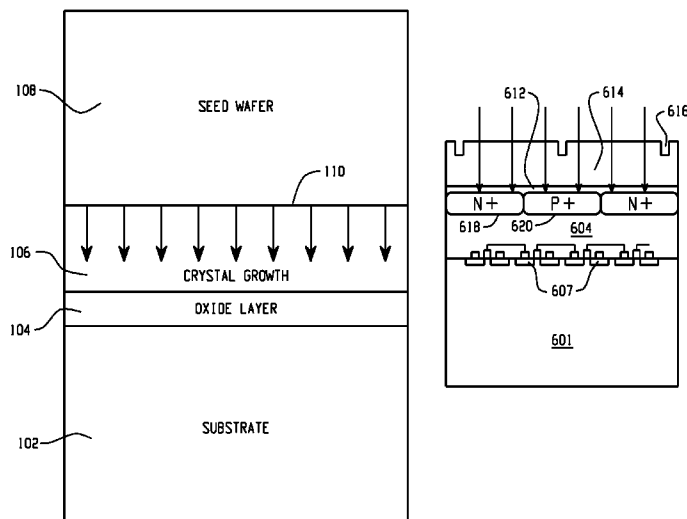 108
SEED WAFER
110
106
CRYSTAL GROWTH
OXIDE LAYER
104
SUBSTRATE
102
612
614
616
N+
P+
N+
618
620
604
607
601